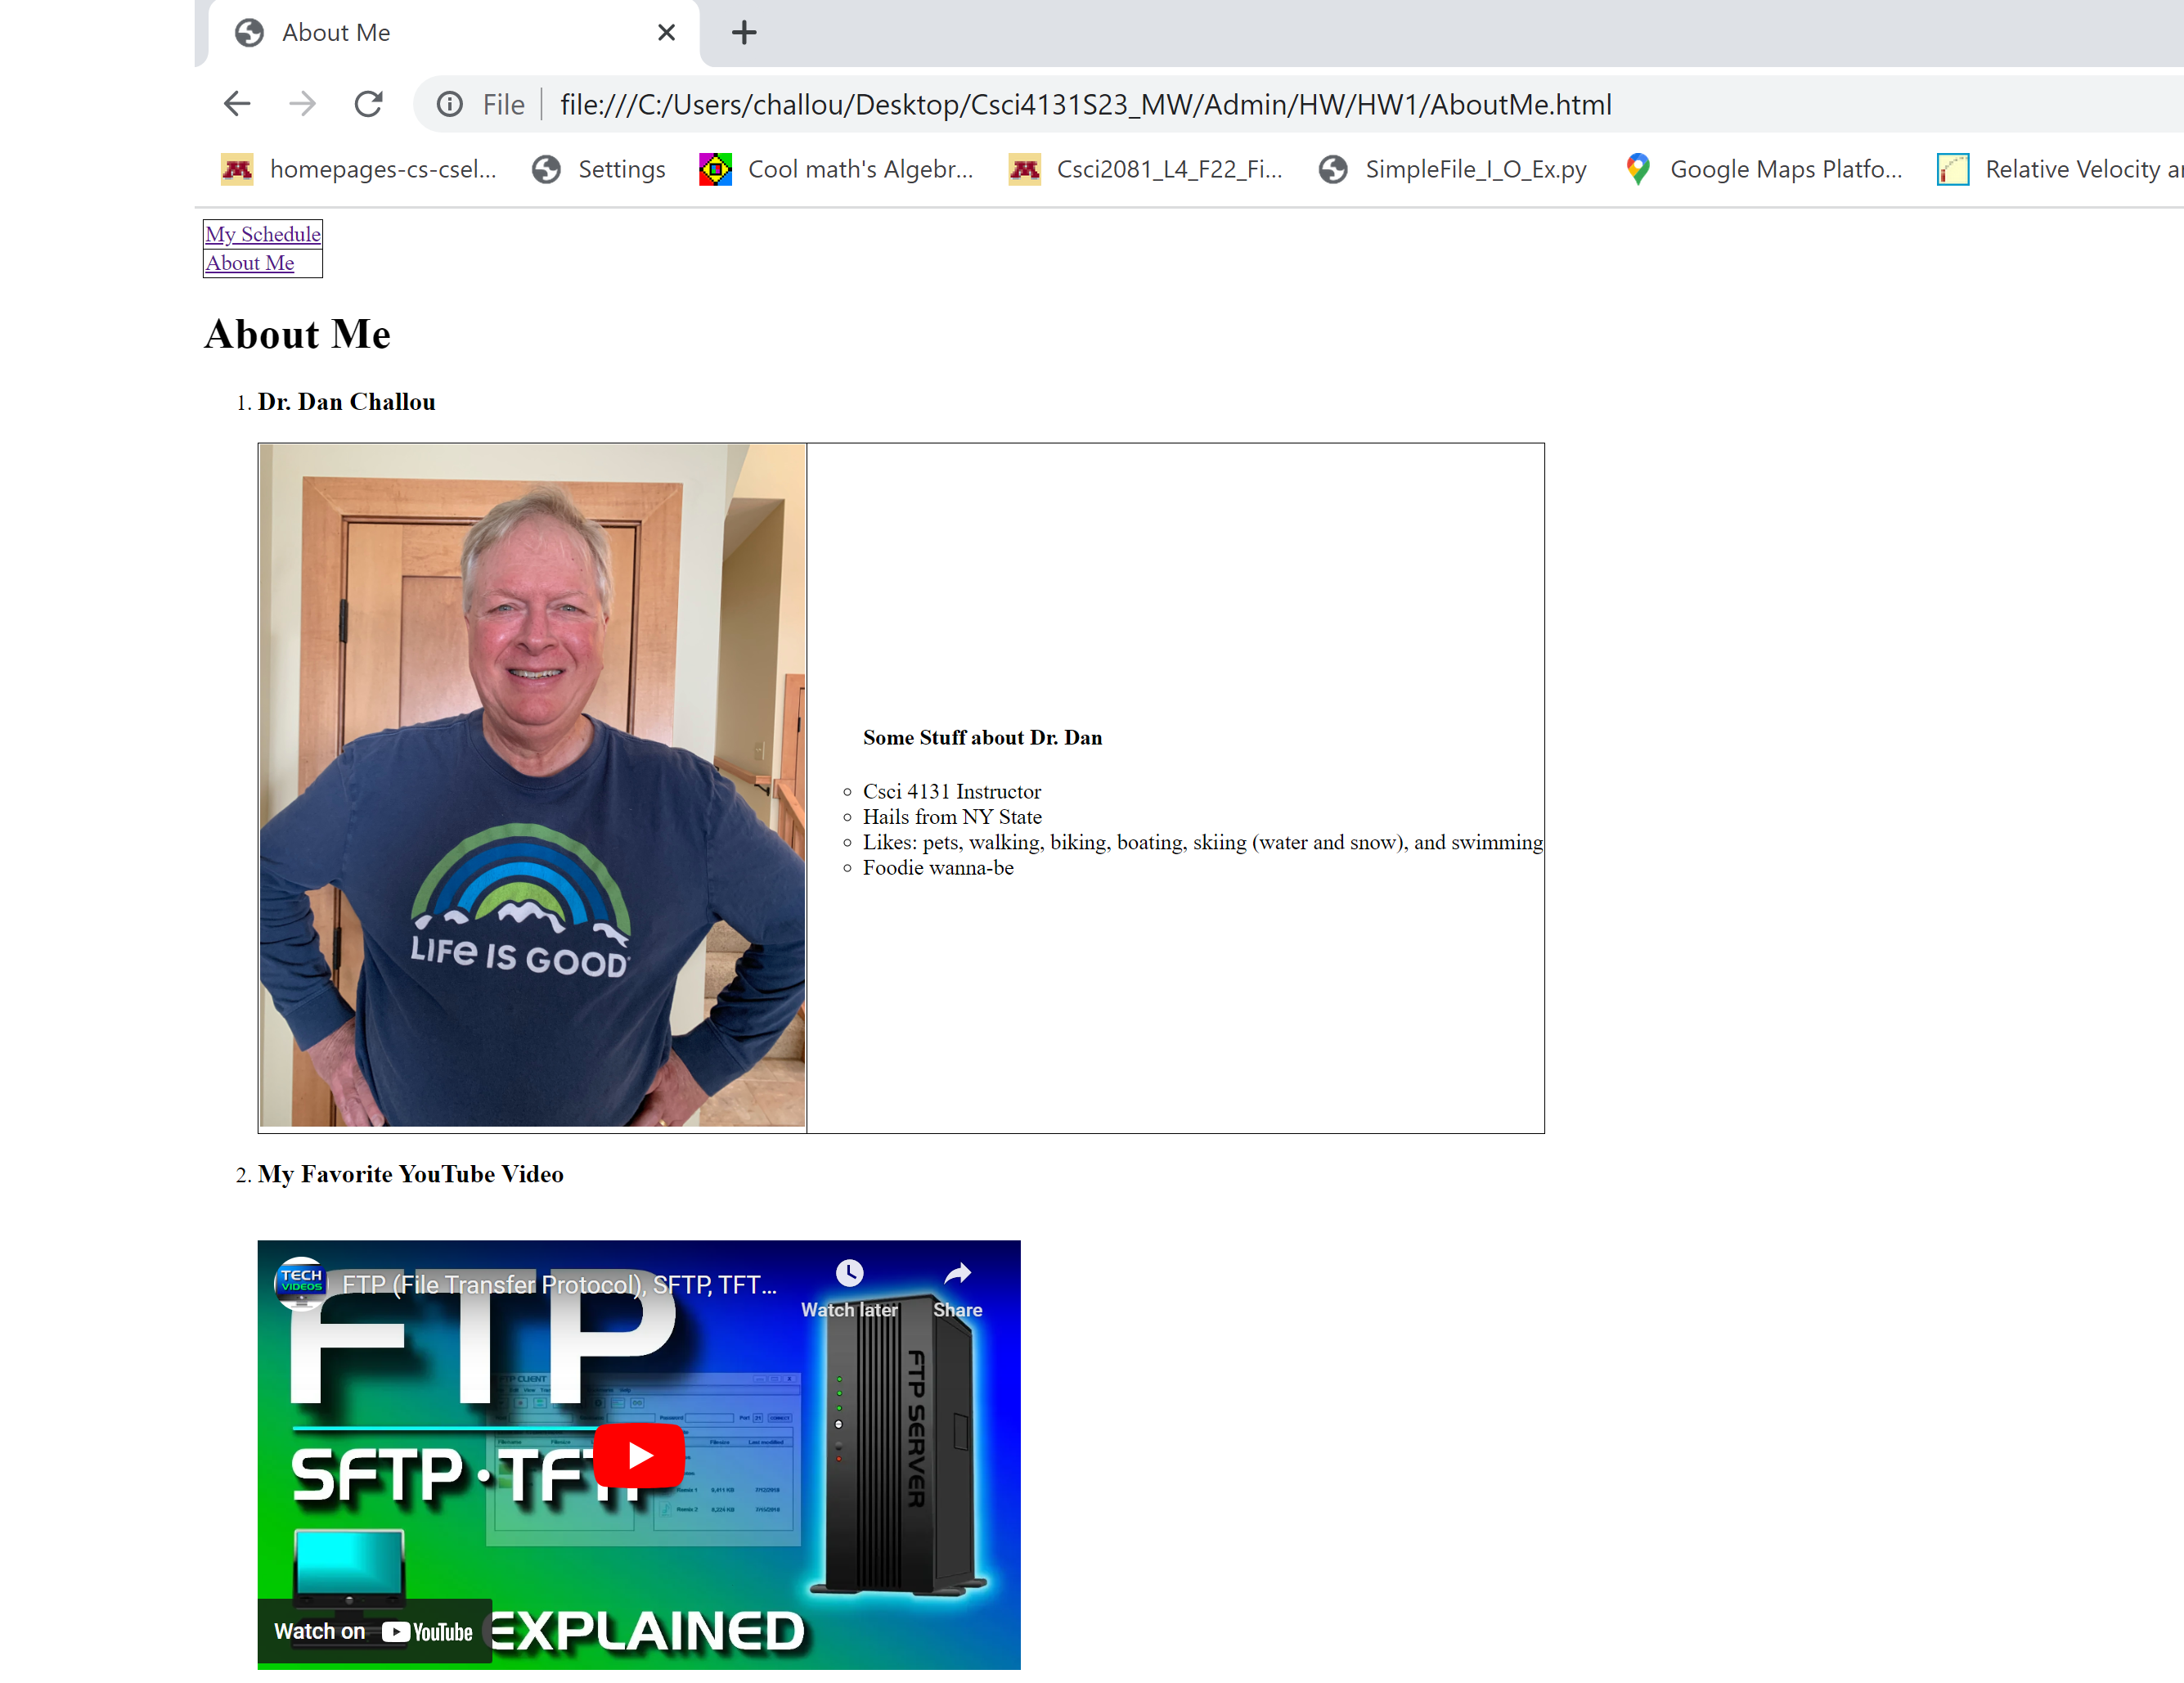 About Me
File file:///C:/Users/challou/Desktop/Csci4131S23_MW/Admin/HW/HW1/AboutMe.html
homepages-cs-csel... Settings Cool math's Algebr... Csci2081_L4_F22_Fi... SimpleFile_I_O_Ex.py Google Maps Platfo... Relative Velocity
My Schedule
About Me
About Me
1. Dr. Dan Challou
LIFE IS GOOD
Some Stuff about Dr. Dan
Csci 4131 Instructor
Hails from NY State
Likes: pets, walking, biking, boating, skiing (water and snow), and swimming
Foodie wanna-be
2. My Favorite YouTube Video
TECH
VIDEOS
FTP (File Transfer Protocol), SFTP, TFT...
Watch later Share
FTP
FTP CLIENT
SFTP
FTP SERVER
Watch on YouTube
EXPLAINED